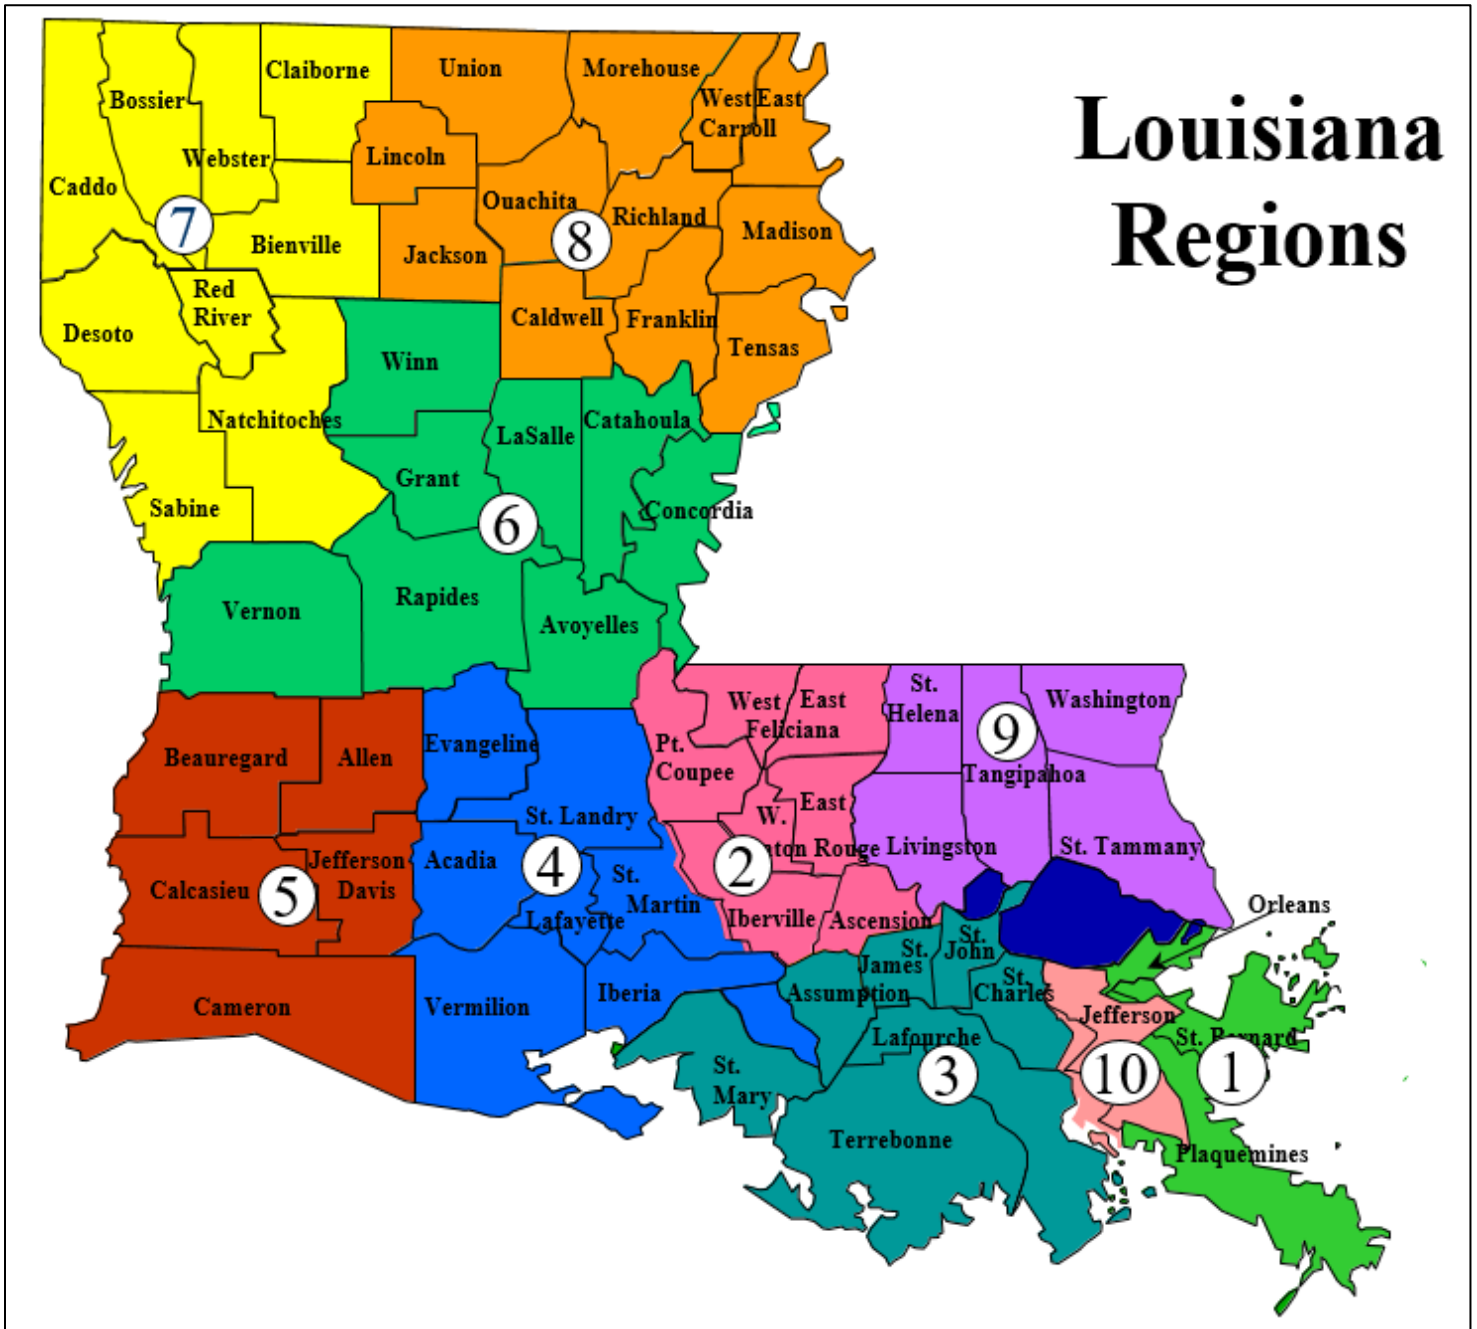 Louisiana
Regions
Claiborne
Union
Morehouse
Bossier
West East
Carroll
Webster
Lincoln
Caddo
Ouachita
Richland
Madison
7
8
Bienville
Jackson
Red
River
Desoto
Caldwell
Franklin
Tensas
Winn
Natchitoches
LaSalle
Catahoula
Grant
Sabine
Concordia
6
Vernon
Rapides
Avoyelles
St.
Helena
Washington
West
East
Feliciana
9
Beauregard
Allen
Evangeline
Pt.
Coupee
Tangipahoa
East
W.
St. Landry
Rouge
Livingston
St. Tammany
Jefferson
Davis
Acadia
4
2
Calcasieu
5
St.
Martin
Lafayette
Iberville
Ascension
Orleans
St.
James
St.
John
St.
Charles
Cameron
Vermilion
Iberia
Assumption
Jefferson
Lafourche
St.
3
10
1
St.
Mary
Terrebonne
Plaquemines